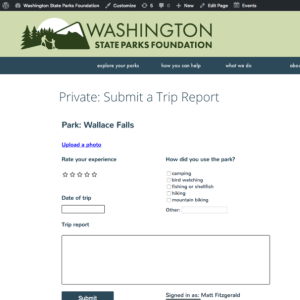 Washington State Parks Foundation Customize 5 0 New Edit Page Events
WASHINGTON
STATE PARKS FOUNDATION
explore your parks how you can help what we do abou
Private: Submit a Trip Report
Park: Wallace Falls
Upload a photo
Rate your experience
How did you use the park?
camping
bird watching
fishing or shellfish
hiking
mountain biking
Other:
Date of trip
Trip report
Submit
Signed in as: Matt Fitzgerald